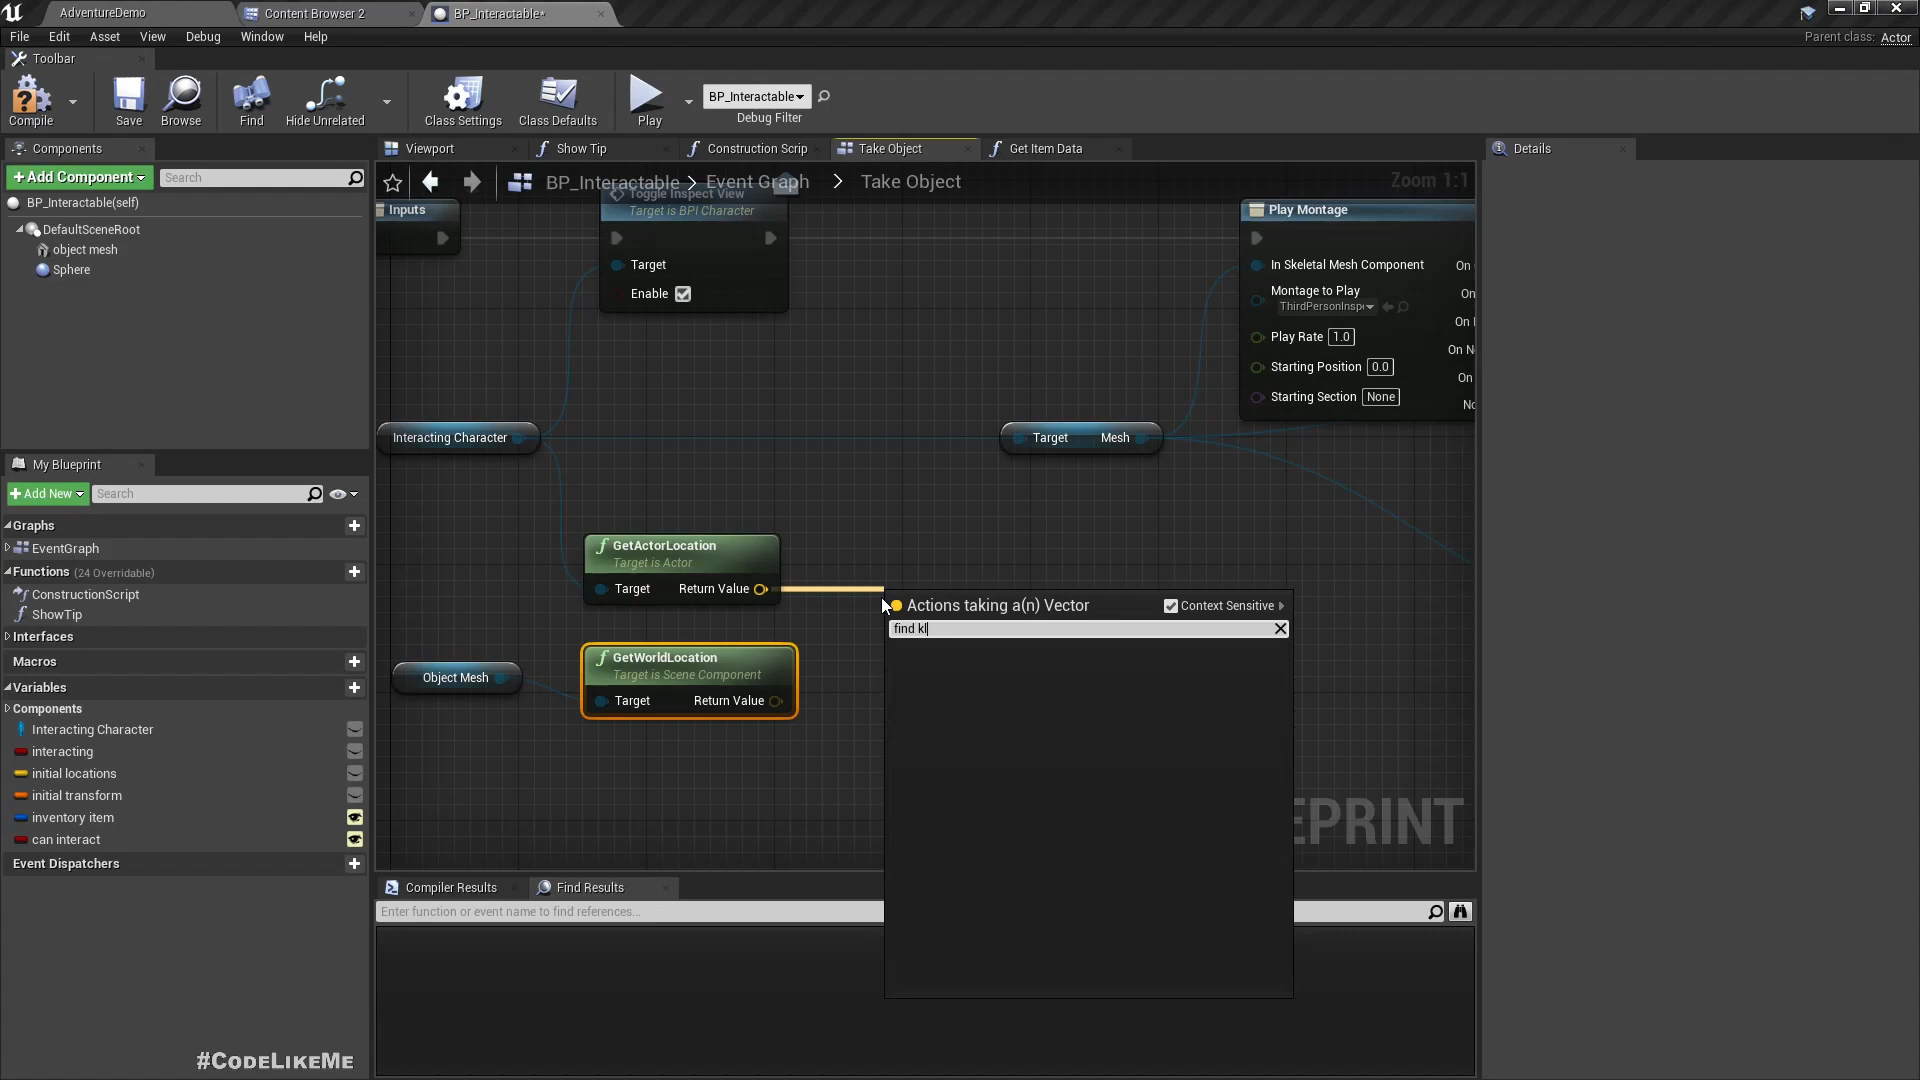 AdventureDemo
Content Browser 2
BP_Interactable*
File Edit Asset View Debug Window Help
Parent class: Actor
Toolbar
Compile
Save
Browse
Find
Hide Unrelated
Class Settings
Class Defaults
Play
BP_Interactable
Debug Filter
Components
Viewport
Show Tip
Construction Scrip
Take Object
Get Item Data
Details
+Add Component
Search
BP_Interactable > Event Graph > Take Object
Zoom 1:1
BP_Interactable(self)
DefaultSceneRoot
object mesh
Sphere
Inputs
Toggle Inspect View
Target is BPI Character
Target
Enable
Play Montage
In Skeletal Mesh Component
On
Montage to Play
ThirdPersonInsp
On
On
Play Rate 1.0
On N
Starting Position 0.0
On
Starting Section None
No
Interacting Character
Target Mesh
My Blueprint
+Add New
Search
Graphs
EventGraph
Functions (24 Overridable)
ConstructionScript
ShowTip
Interfaces
Macros
Variables
Components
Interacting Character
interacting
initial locations
initial transform
inventory item
can interact
Event Dispatchers
GetActorLocation
Target is Actor
Target Return Value
Object Mesh
GetWorldLocation
Target is Scene Component
Target Return Value
Actions taking a(n) Vector
Context Sensitive
find kl
EPRINT
Compiler Results
Find Results
Enter function or event name to find references...
#CodeLikeMe